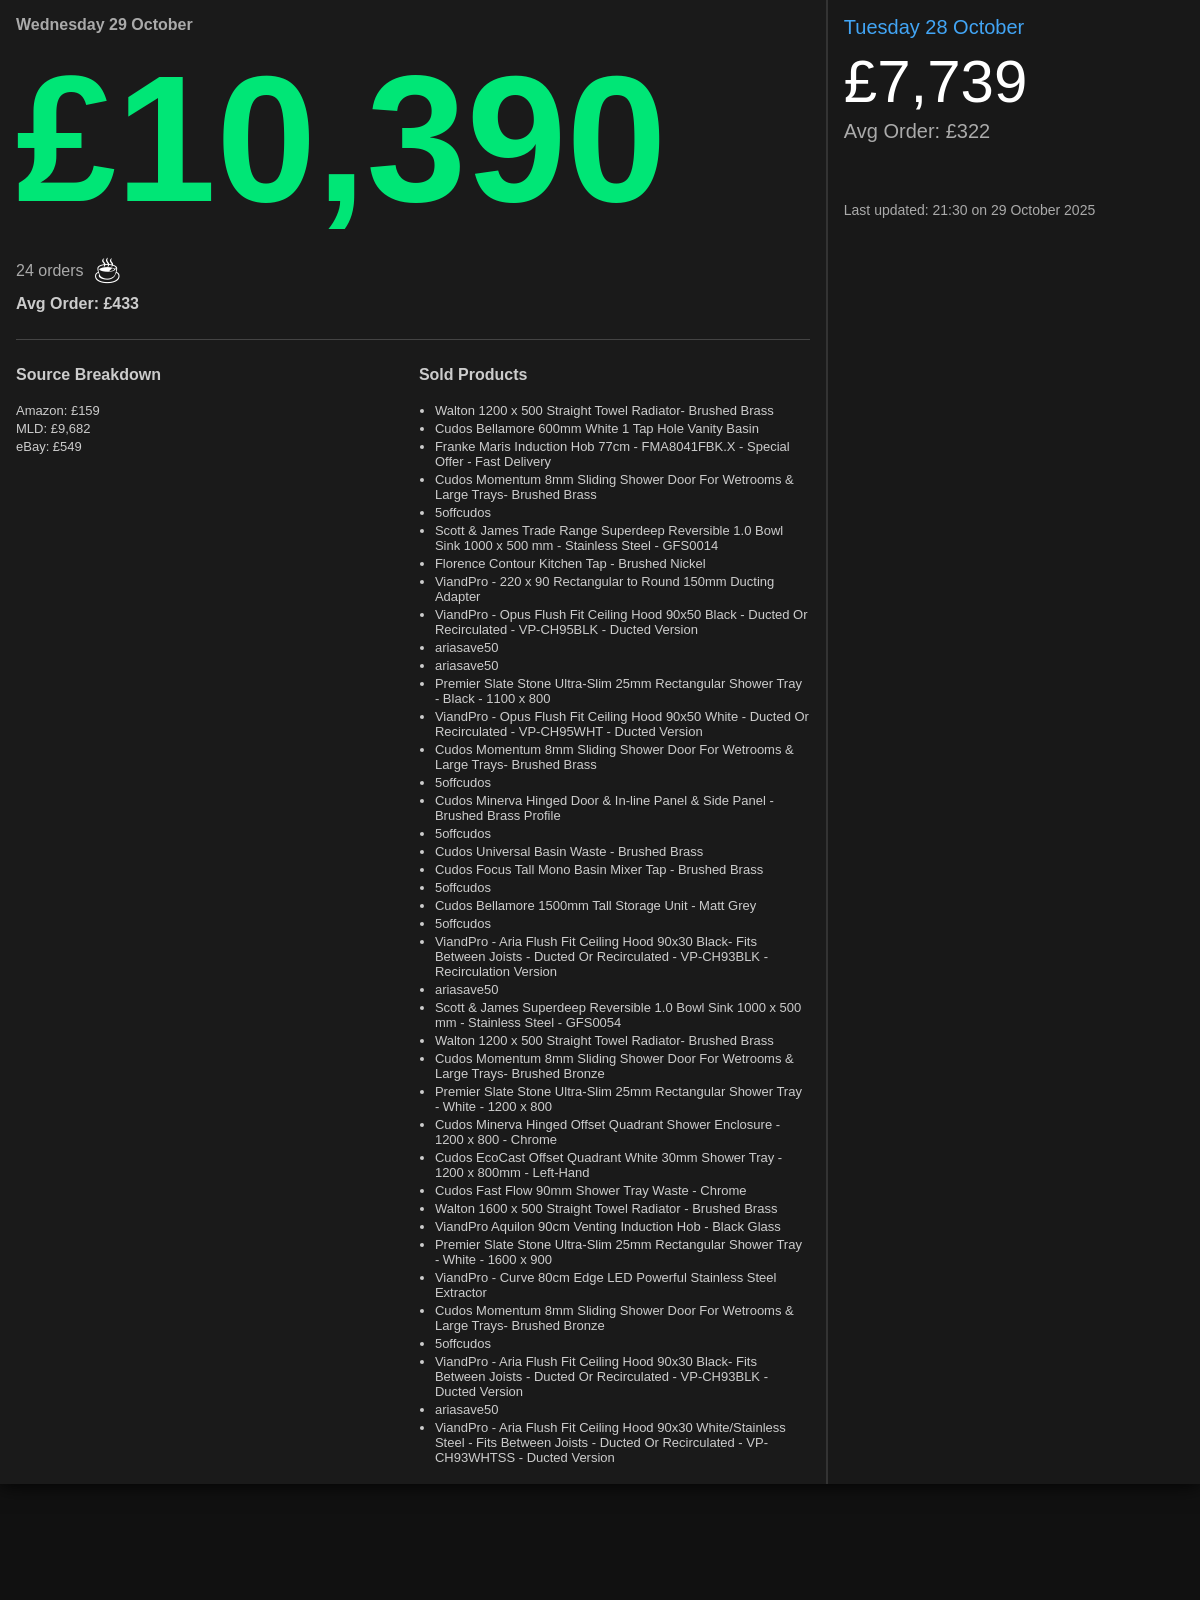 Wednesday 29 October
£10,390
24 orders
Avg Order: £433
Source Breakdown
Amazon: £159
MLD: £9,682
eBay: £549
Sold Products
Walton 1200 x 500 Straight Towel Radiator- Brushed Brass
Cudos Bellamore 600mm White 1 Tap Hole Vanity Basin
Franke Maris Induction Hob 77cm - FMA8041FBK.X - Special
Offer - Fast Delivery
Cudos Momentum 8mm Sliding Shower Door For Wetrooms &
Large Trays- Brushed Brass
5offcudos
Scott & James Trade Range Superdeep Reversible 1.0 Bowl
Sink 1000 x 500 mm - Stainless Steel - GFS0014
Florence Contour Kitchen Tap - Brushed Nickel
ViandPro - 220 x 90 Rectangular to Round 150mm Ducting
Adapter
ViandPro - Opus Flush Fit Ceiling Hood 90x50 Black - Ducted Or
Recirculated - VP-CH95BLK - Ducted Version
ariasave50
ariasave50
Premier Slate Stone Ultra-Slim 25mm Rectangular Shower Tray
- Black - 1100 x 800
ViandPro - Opus Flush Fit Ceiling Hood 90x50 White - Ducted Or
Recirculated - VP-CH95WHT - Ducted Version
Cudos Momentum 8mm Sliding Shower Door For Wetrooms &
Large Trays- Brushed Brass
5offcudos
Cudos Minerva Hinged Door & In-line Panel & Side Panel -
Brushed Brass Profile
5offcudos
Cudos Universal Basin Waste - Brushed Brass
Cudos Focus Tall Mono Basin Mixer Tap - Brushed Brass
5offcudos
Cudos Bellamore 1500mm Tall Storage Unit - Matt Grey
5offcudos
ViandPro - Aria Flush Fit Ceiling Hood 90x30 Black- Fits
Between Joists - Ducted Or Recirculated - VP-CH93BLK -
Recirculation Version
ariasave50
Scott & James Superdeep Reversible 1.0 Bowl Sink 1000 x 500
mm - Stainless Steel - GFS0054
Walton 1200 x 500 Straight Towel Radiator- Brushed Brass
Cudos Momentum 8mm Sliding Shower Door For Wetrooms &
Large Trays- Brushed Bronze
Premier Slate Stone Ultra-Slim 25mm Rectangular Shower Tray
- White - 1200 x 800
Cudos Minerva Hinged Offset Quadrant Shower Enclosure -
1200 x 800 - Chrome
Cudos EcoCast Offset Quadrant White 30mm Shower Tray -
1200 x 800mm - Left-Hand
Cudos Fast Flow 90mm Shower Tray Waste - Chrome
Walton 1600 x 500 Straight Towel Radiator - Brushed Brass
ViandPro Aquilon 90cm Venting Induction Hob - Black Glass
Premier Slate Stone Ultra-Slim 25mm Rectangular Shower Tray
- White - 1600 x 900
ViandPro - Curve 80cm Edge LED Powerful Stainless Steel
Extractor
Cudos Momentum 8mm Sliding Shower Door For Wetrooms &
Large Trays- Brushed Bronze
5offcudos
ViandPro - Aria Flush Fit Ceiling Hood 90x30 Black- Fits
Between Joists - Ducted Or Recirculated - VP-CH93BLK -
Ducted Version
ariasave50
ViandPro - Aria Flush Fit Ceiling Hood 90x30 White/Stainless
Steel - Fits Between Joists - Ducted Or Recirculated - VP-
CH93WHTSS - Ducted Version
Tuesday 28 October
£7,739
Avg Order: £322
Last updated: 21:30 on 29 October 2025